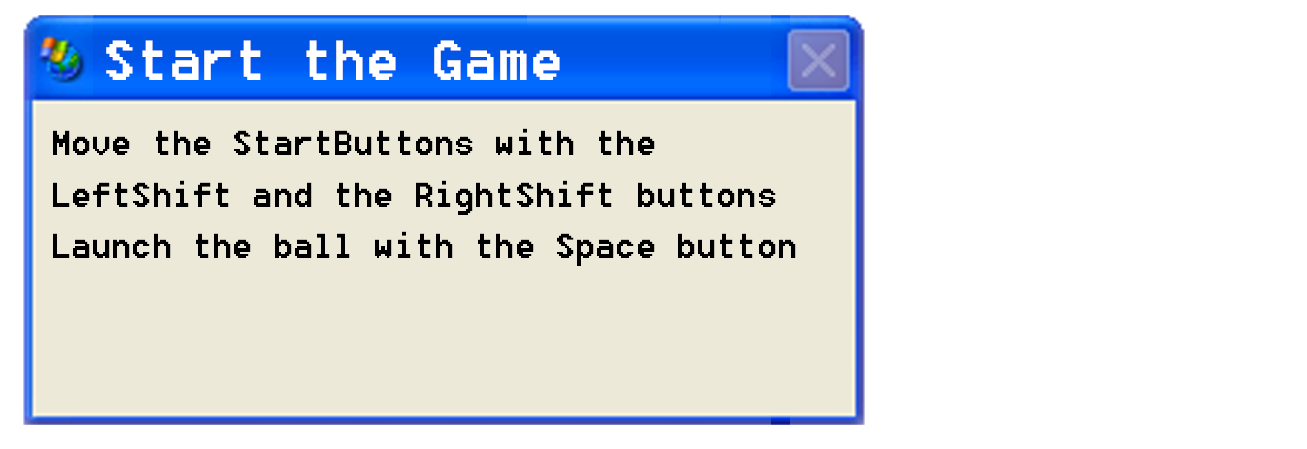 Start the Game
Move the StartButtons with the
LeftShift and the RightShift buttons
Launch the ball with the Space button